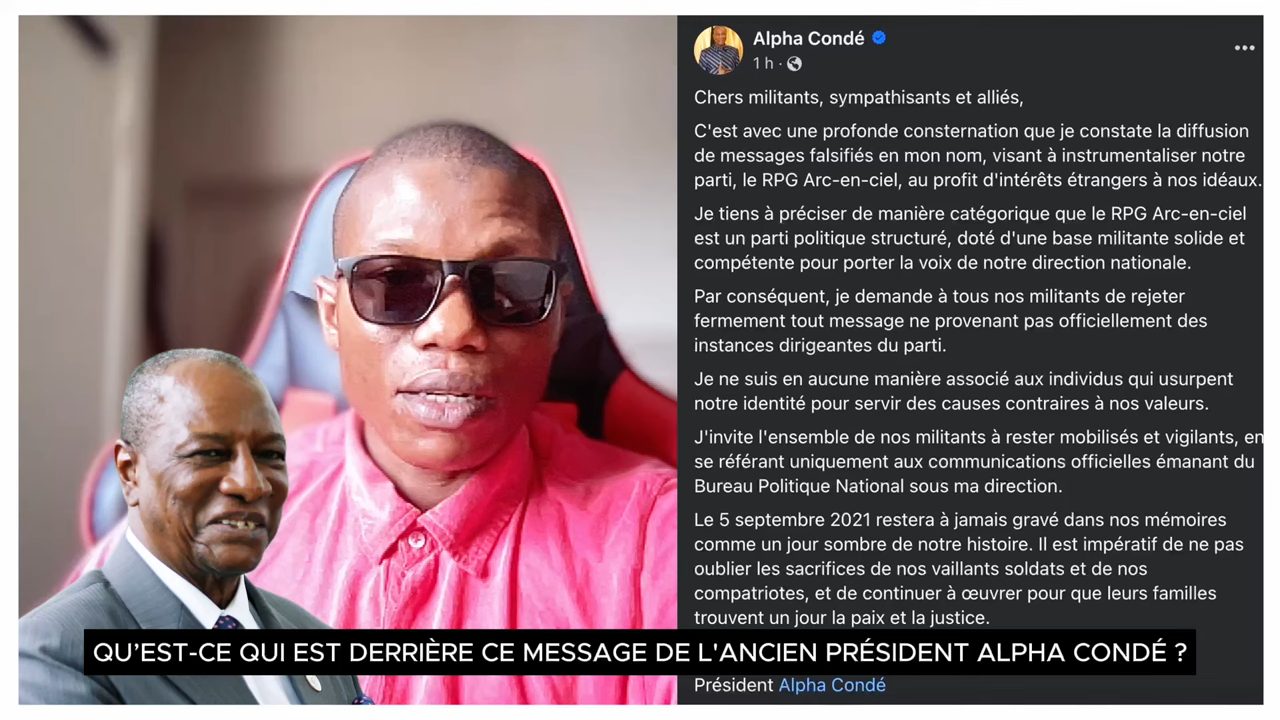 Alpha Condé
1 h ·
Chers militants, sympathisants et alliés,
C'est avec une profonde consternation que je constate la diffusion
de messages falsifiés en mon nom, visant à instrumentaliser notre
parti, le RPG Arc-en-ciel, au profit d'intérêts étrangers à nos idéaux.
Je tiens à préciser de manière catégorique que le RPG Arc-en-ciel
est un parti politique structuré, doté d'une base militante solide et
compétente pour porter la voix de notre direction nationale.
Par conséquent, je demande à tous nos militants de rejeter
fermement tout message ne provenant pas officiellement des
instances dirigeantes du parti.
Je ne suis en aucune manière associé aux individus qui usurpent
notre identité pour servir des causes contraires à nos valeurs.
J'invite l'ensemble de nos militants à rester mobilisés et vigilants, en
se référant uniquement aux communications officielles émanant du
Bureau Politique National sous ma direction.
Le 5 septembre 2021 restera à jamais gravé dans nos mémoires
comme un jour sombre de notre histoire. Il est impératif de ne pas
oublier les sacrifices de nos vaillants soldats et de nos
compatriotes, et de continuer à œuvrer pour que leurs familles
trouvent un jour la paix et la justice.
QU'EST-CE QUI EST DERRIÈRE CE MESSAGE DE L'ANCIEN PRÉSIDENT ALPHA CONDÉ ?
Président Alpha Condé